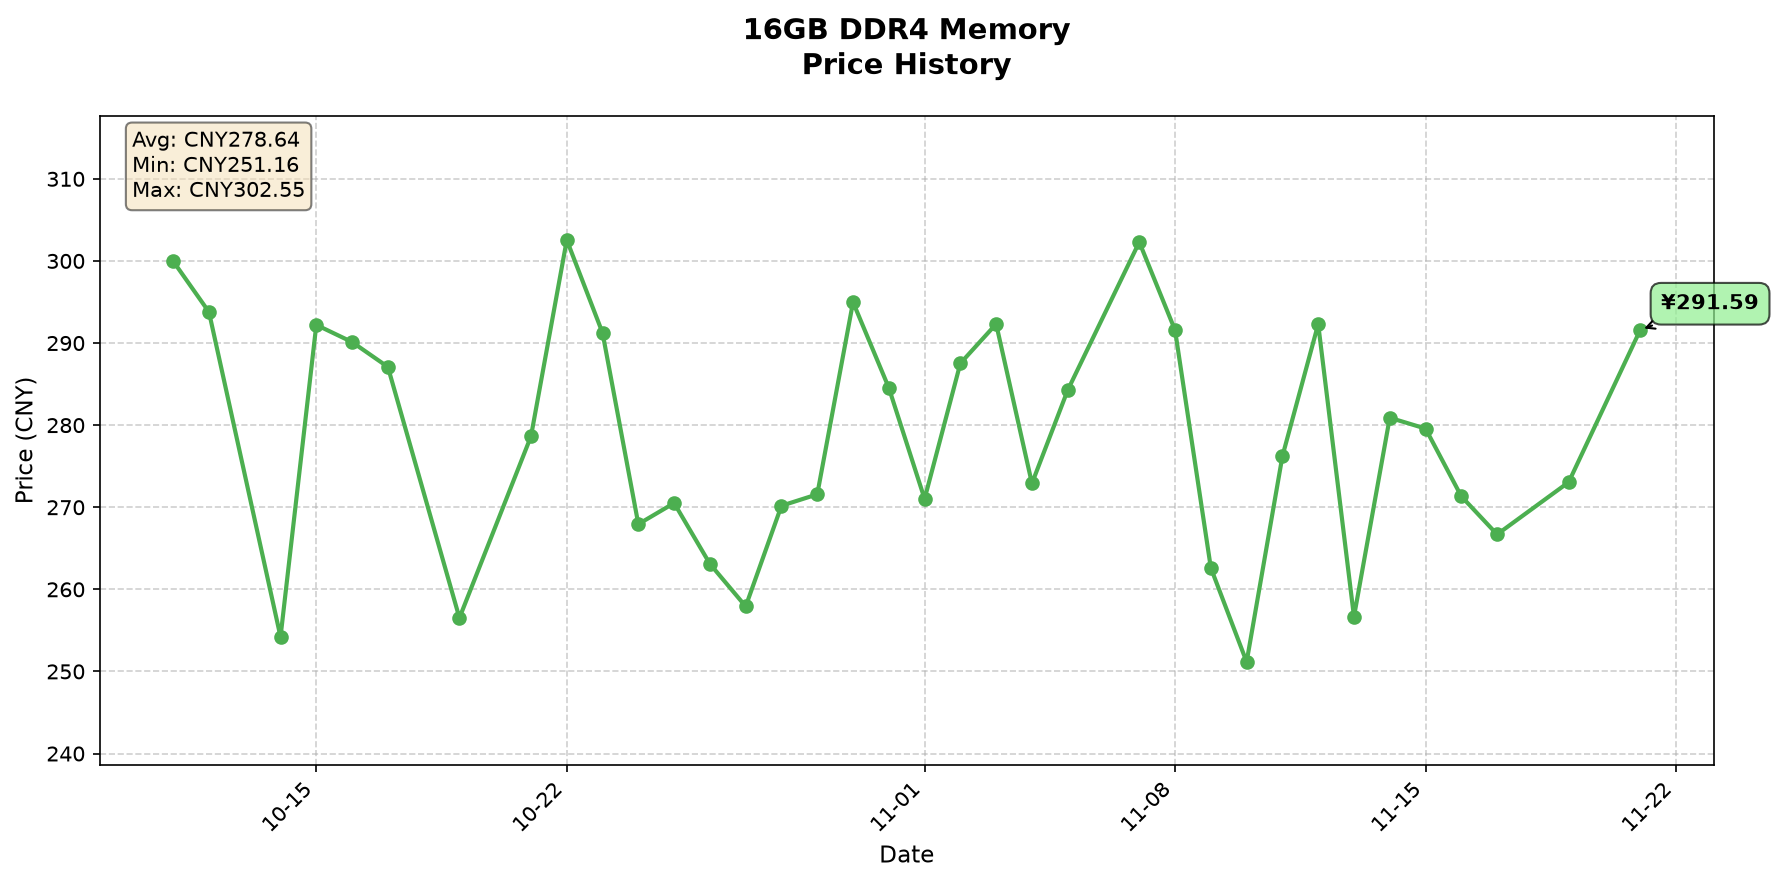 16GB DDR4 Memory
Price History
Avg: CNY278.64
Min: CNY251.16
Max: CNY302.55
310
300
290
280
270
260
250
240
Price (CNY)
¥291.59
10-15
10-22
11-01
11-08
11-15
11-22
Date